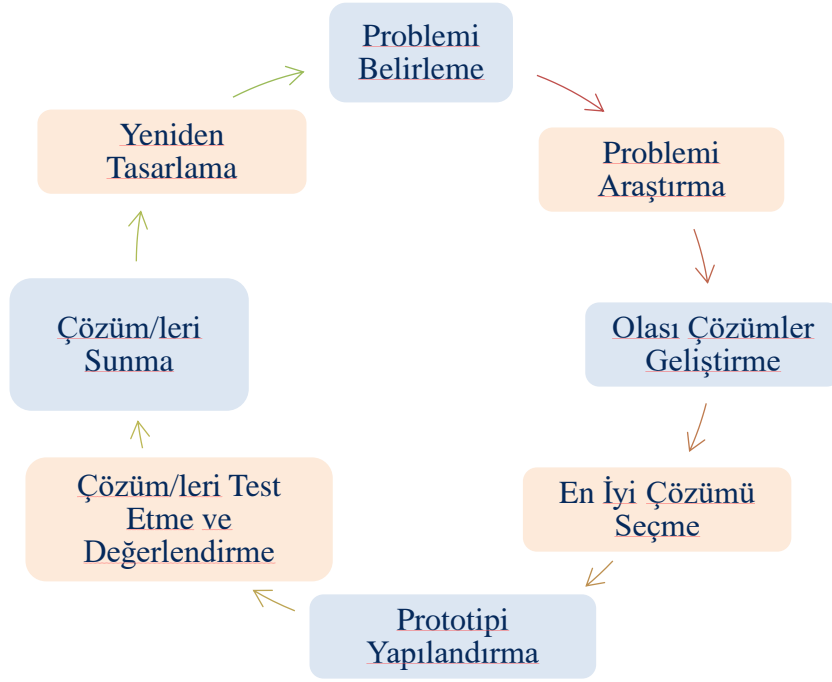 Problemi
Belirleme
Problemi
Araştırma
Olası Çözümler
Geliştirme
En İyi Çözümü
Seçme
Prototipi
Yapılandırma
Çözüm/leri Test
Etme ve
Değerlendirme
Çözüm/leri
Sunma
Yeniden
Tasarlama